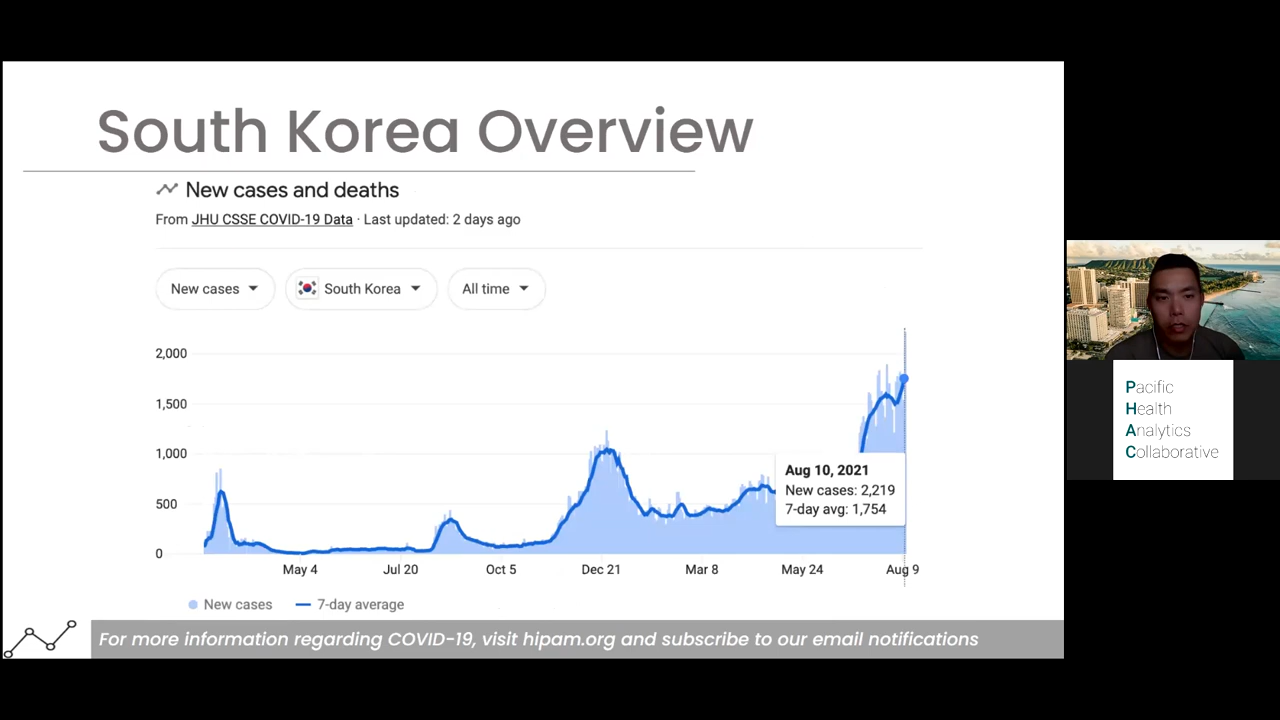 South Korea Overview
New cases and deaths
From JHU CSSE COVID-19 Data · Last updated: 2 days ago
New cases
South Korea
All time
2,000
1,500
1,000
500
0
Aug 10, 2021
New cases: 2,219
7-day avg: 1,754
May 4
Jul 20
Oct 5
Dec 21
Mar 8
May 24
Aug 9
New cases
7-day average
For more information regarding COVID-19, visit hipam.org and subscribe to our email notifications
Pacific
Health
Analytics
Collaborative